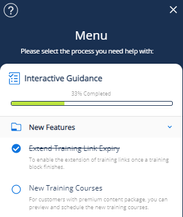 Menu
Please select the process you need help with:
Interactive Guidance
33% Completed
New Features
Extend Training Link Expiry
To enable the extension of training links once a training
block finishes
New Training Courses
For customers with premium content package, you can
preview and schedule the new training courses.